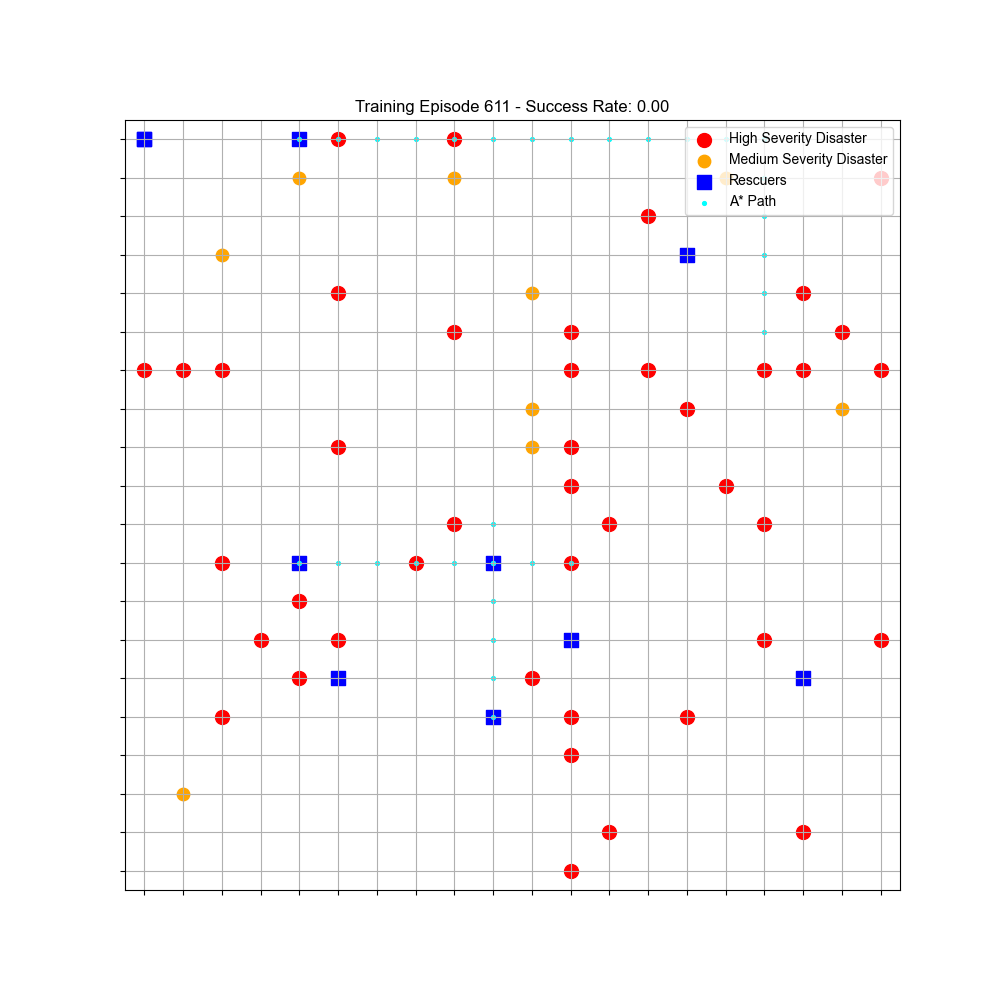 Training Episode 611 - Success Rate: 0.00
High Severity Disaster
Medium Severity Disaster
Rescuers
A* Path